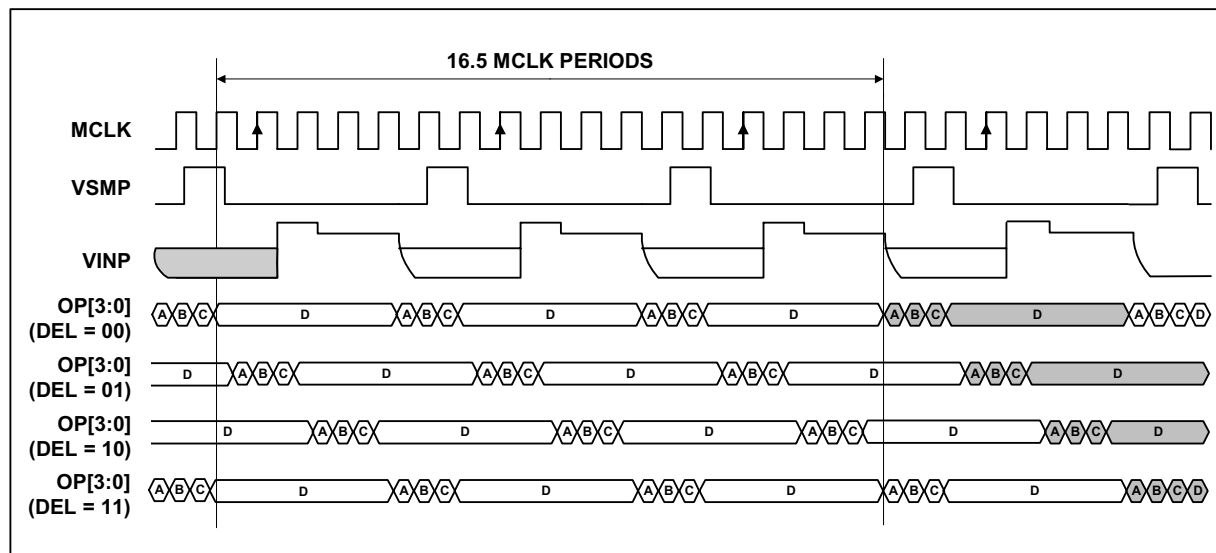 16.5 MCLK PERIODS
MCLK
VSMP
VINP
OP[3:0]
(DEL = 00)
A B C D A B C D A B C D A B C D A B C D
OP[3:0]
(DEL = 01)
D A B C D A B C D A B C D A B C D
OP[3:0]
(DEL = 10)
D A B C D A B C D A B C D A B C D
OP[3:0]
(DEL = 11)
A B C D A B C D A B C D A B C D A B C D